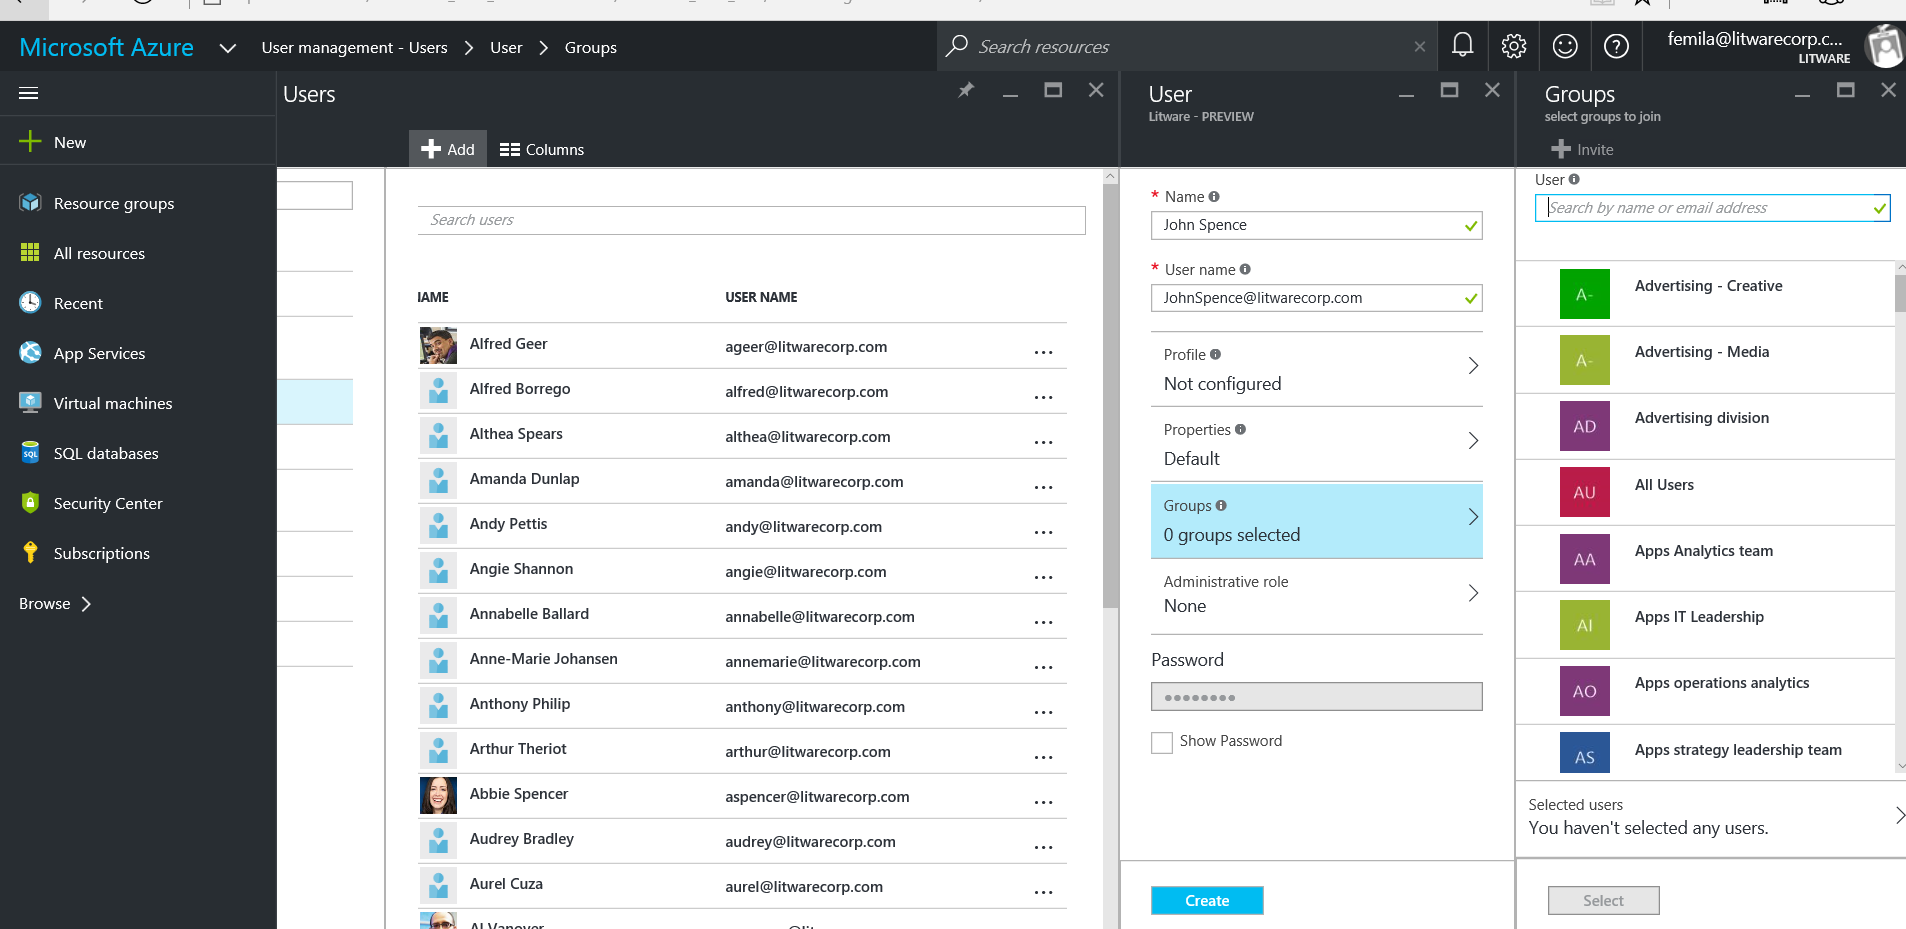 Microsoft Azure
User management - Users
User
Groups
Search resources
femila@litwarecorp.c...
LITWARE
New
Resource groups
All resources
Recent
App Services
Virtual machines
SQL
SQL databases
Security Center
Subscriptions
Browse
Users
Add
Columns
Search users
IAME
USER NAME
Alfred Geer
ageer@litwarecorp.com
...
Alfred Borrego
alfred@litwarecorp.com
...
Althea Spears
althea@litwarecorp.com
...
Amanda Dunlap
amanda@litwarecorp.com
...
Andy Pettis
andy@litwarecorp.com
...
Angie Shannon
angie@litwarecorp.com
...
Annabelle Ballard
annabelle@litwarecorp.com
...
Anne-Marie Johansen
annemarie@litwarecorp.com
...
Anthony Philip
anthony@litwarecorp.com
...
Arthur Theriot
arthur@litwarecorp.com
...
Abbie Spencer
aspencer@litwarecorp.com
...
Audrey Bradley
audrey@litwarecorp.com
...
Aurel Cuza
aurel@litwarecorp.com
...
User
Litware - PREVIEW
* Name
John Spence
* User name
JohnSpence@litwarecorp.com
Profile
Not configured
Properties
Default
Groups
0 groups selected
Administrative role
None
Password
Show Password
Create
Groups
select groups to join
Invite
User
Search by name or email address
A-
Advertising - Creative
A-
Advertising - Media
AD
Advertising division
AU
All Users
AA
Apps Analytics team
AI
Apps IT Leadership
AO
Apps operations analytics
AS
Apps strategy leadership team
Selected users
You haven't selected any users.
Select